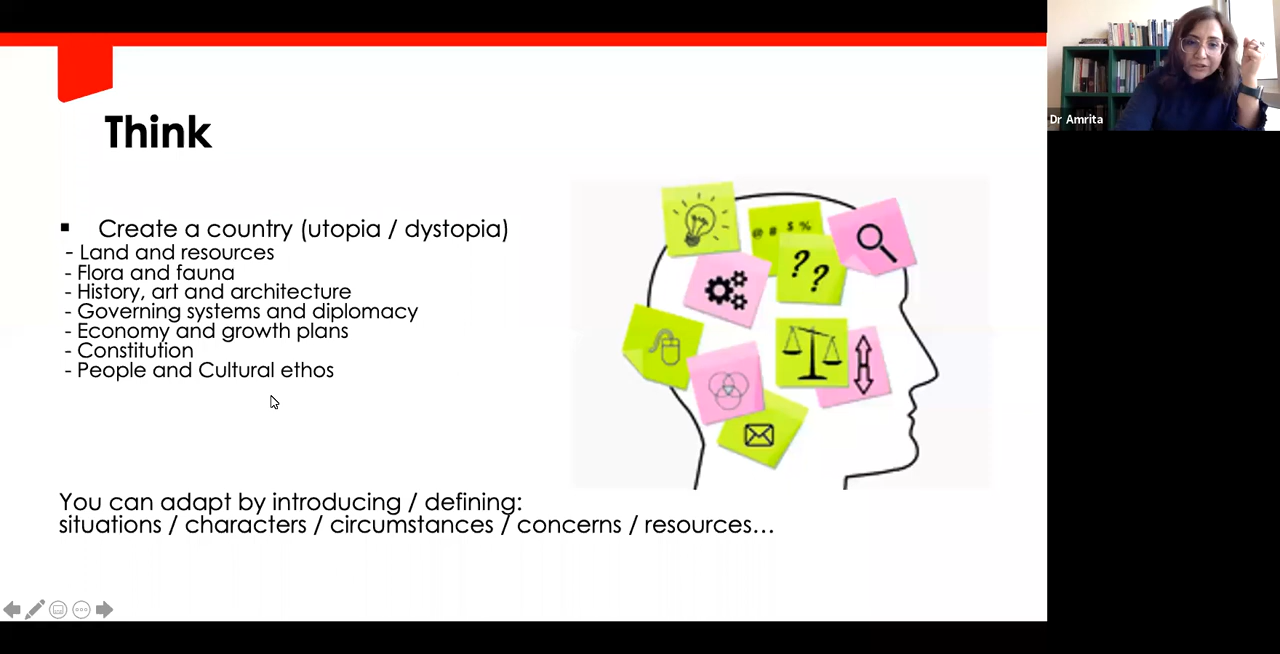 Think
▪ Create a country (utopia / dystopia)
- Land and resources
- Flora and fauna
- History, art and architecture
- Governing systems and diplomacy
- Economy and growth plans
- Constitution
- People and Cultural ethos
You can adapt by introducing / defining:
situations / characters / circumstances / concerns / resources...
@ # $ %
? ?
Dr Amrita